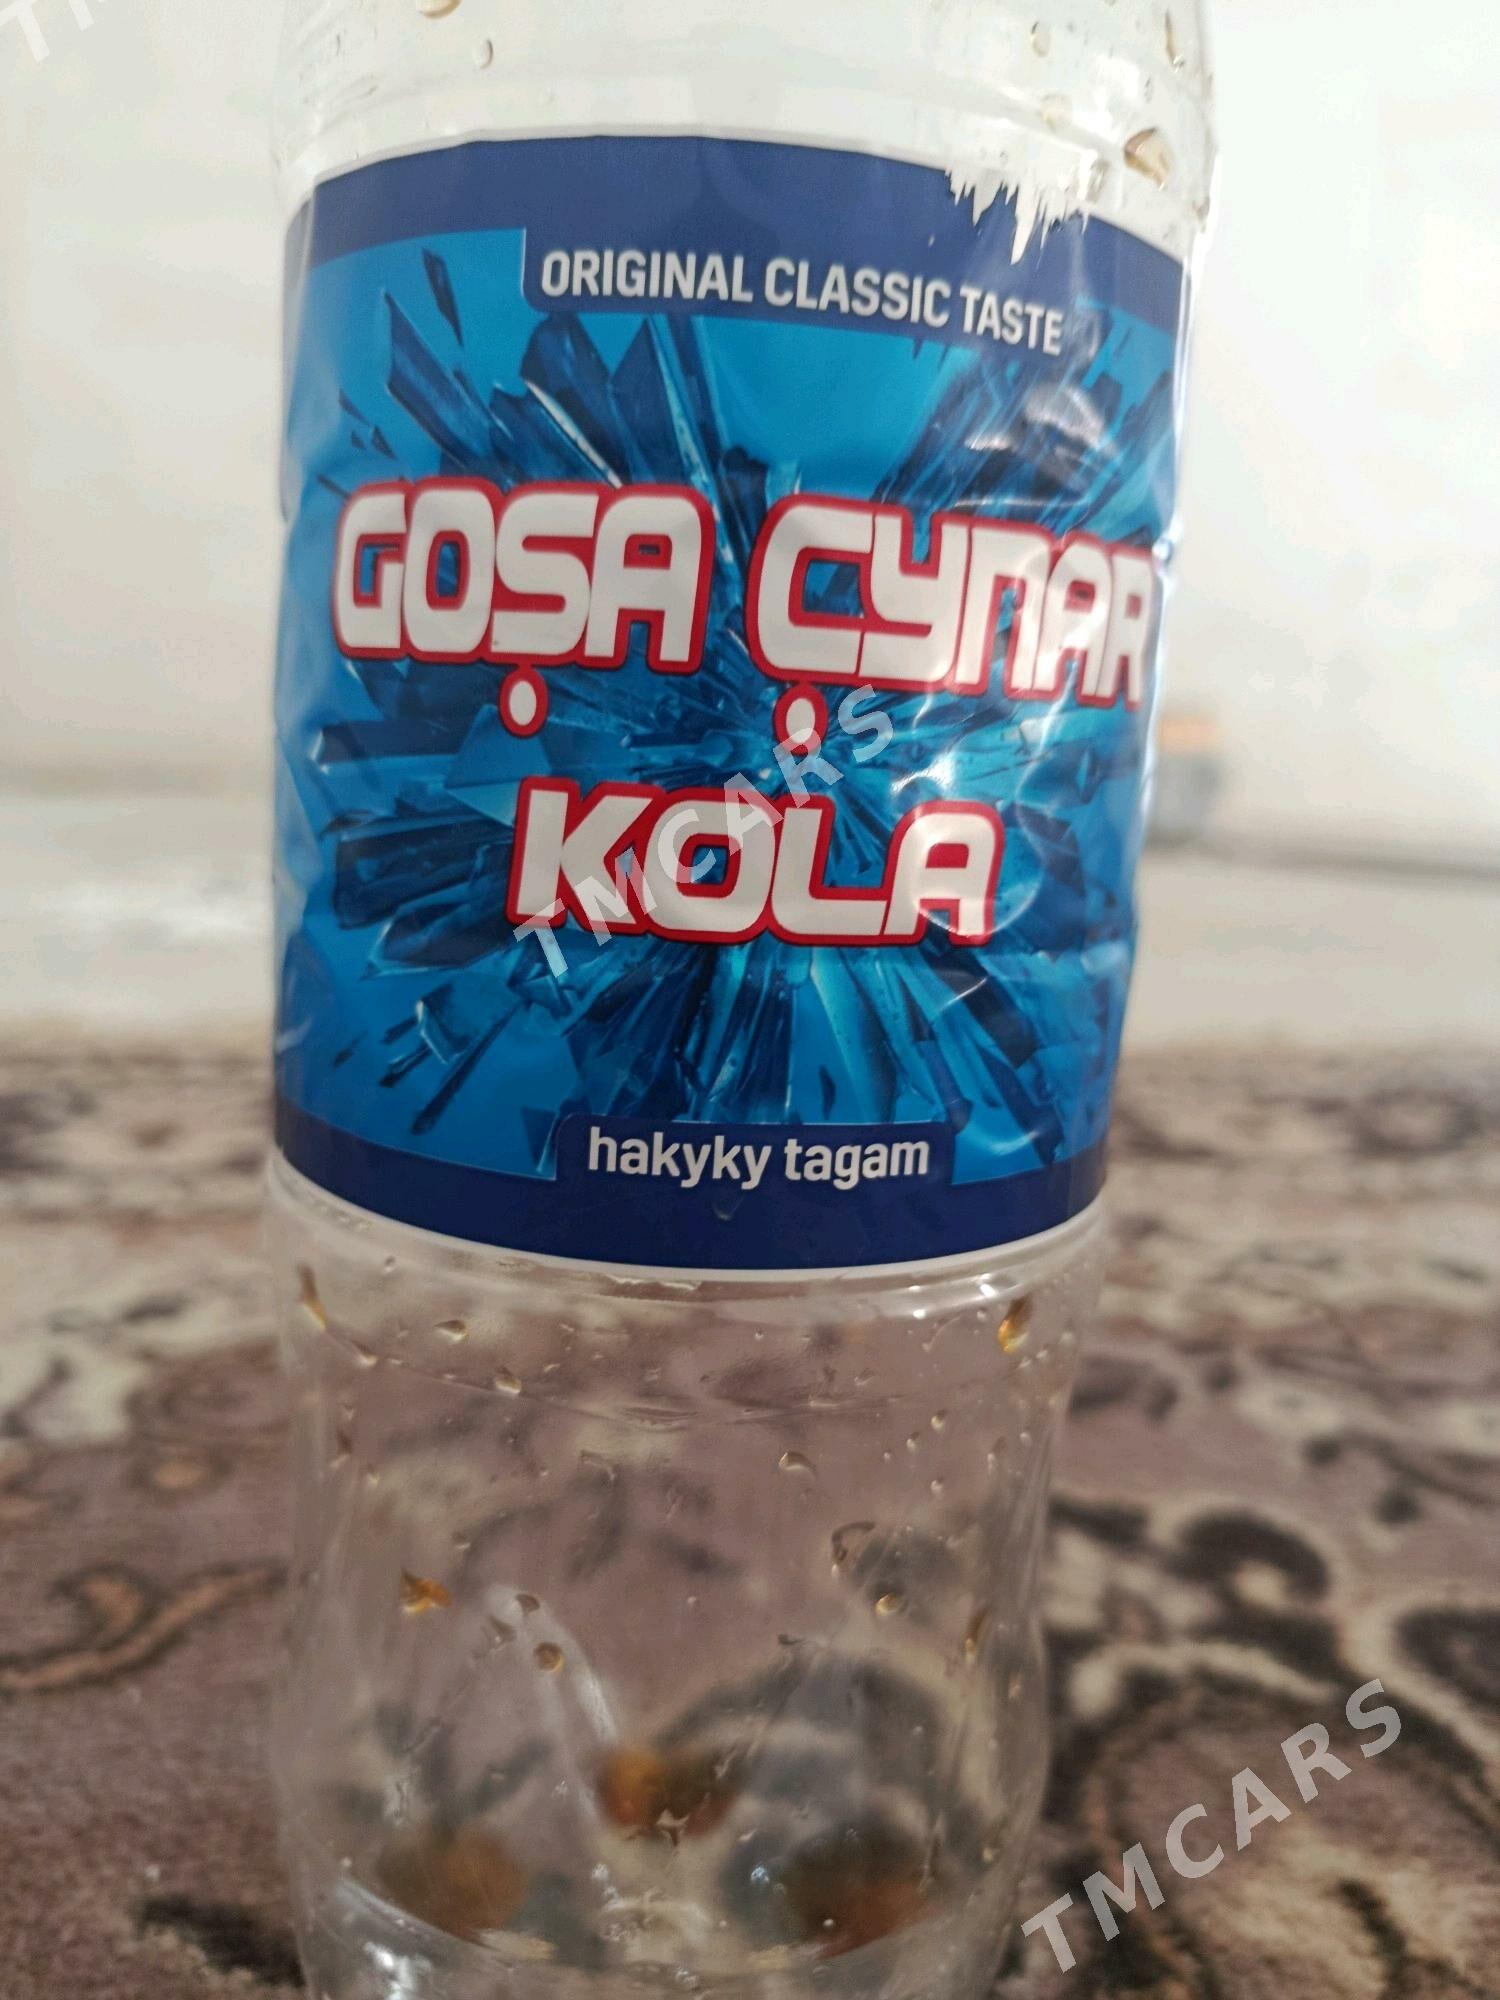 ORIGINAL CLASSIC TASTE
GOŞA ÇYNAR
KOLA
hakyky tagam
TMCARS
TMCARS